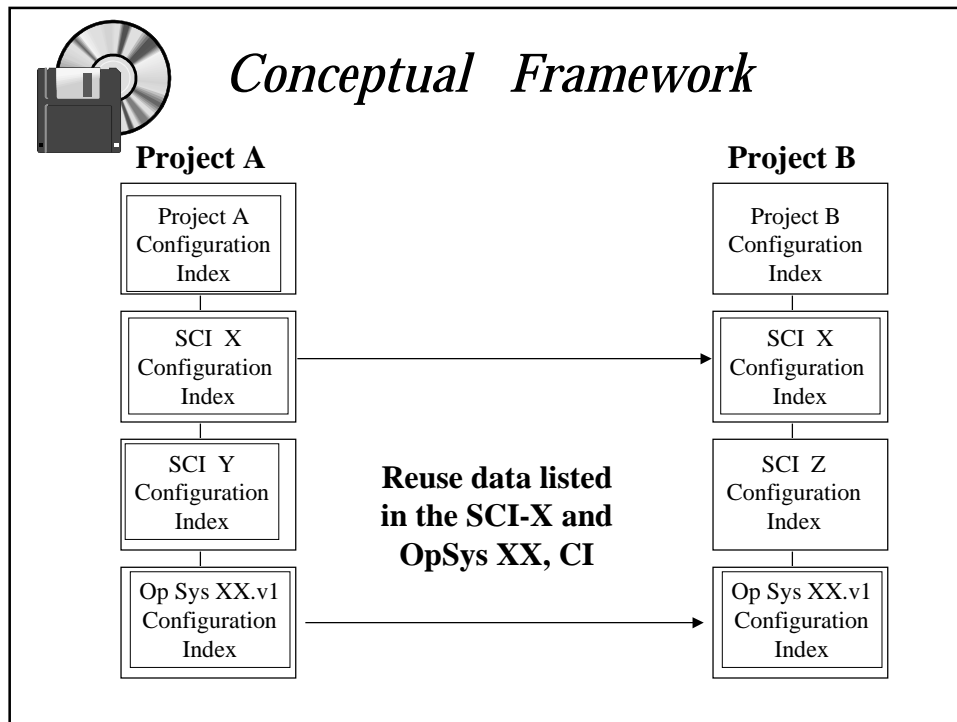 Conceptual Framework
Project A
Project A
Configuration
Index
SCI X
Configuration
Index
SCI Y
Configuration
Index
Op Sys XX.v1
Configuration
Index
Reuse data listed
in the SCI-X and
OpSys XX, CI
Project B
Project B
Configuration
Index
SCI X
Configuration
Index
SCI Z
Configuration
Index
Op Sys XX.v1
Configuration
Index